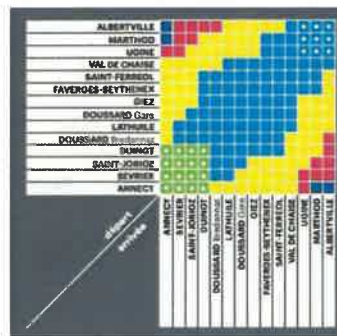 ALBERTVILLE
MARTHOD
UGINE
VAL DE CHAISE
SAINT-FERREOL
FAVERGES-SEYTHENEX
GIEZ
DOUSSARD Gare
LATHUILE
DOUSSARD Bredannaz
DUINGT
SAINT-JORIOZ
SEVRIER
ANNECY
départ
arrivée
ANNECY
SEVRIER
SAINT-JORIOZ
DUINGT
DOUSSARD Bredannaz
LATHUILE
DOUSSARD Gare
GIEZ
FAVERGES-SEYTHENEX
SAINT-FERREOL
VAL DE CHAISE
UGINE
MARTHOD
ALBERTVILLE